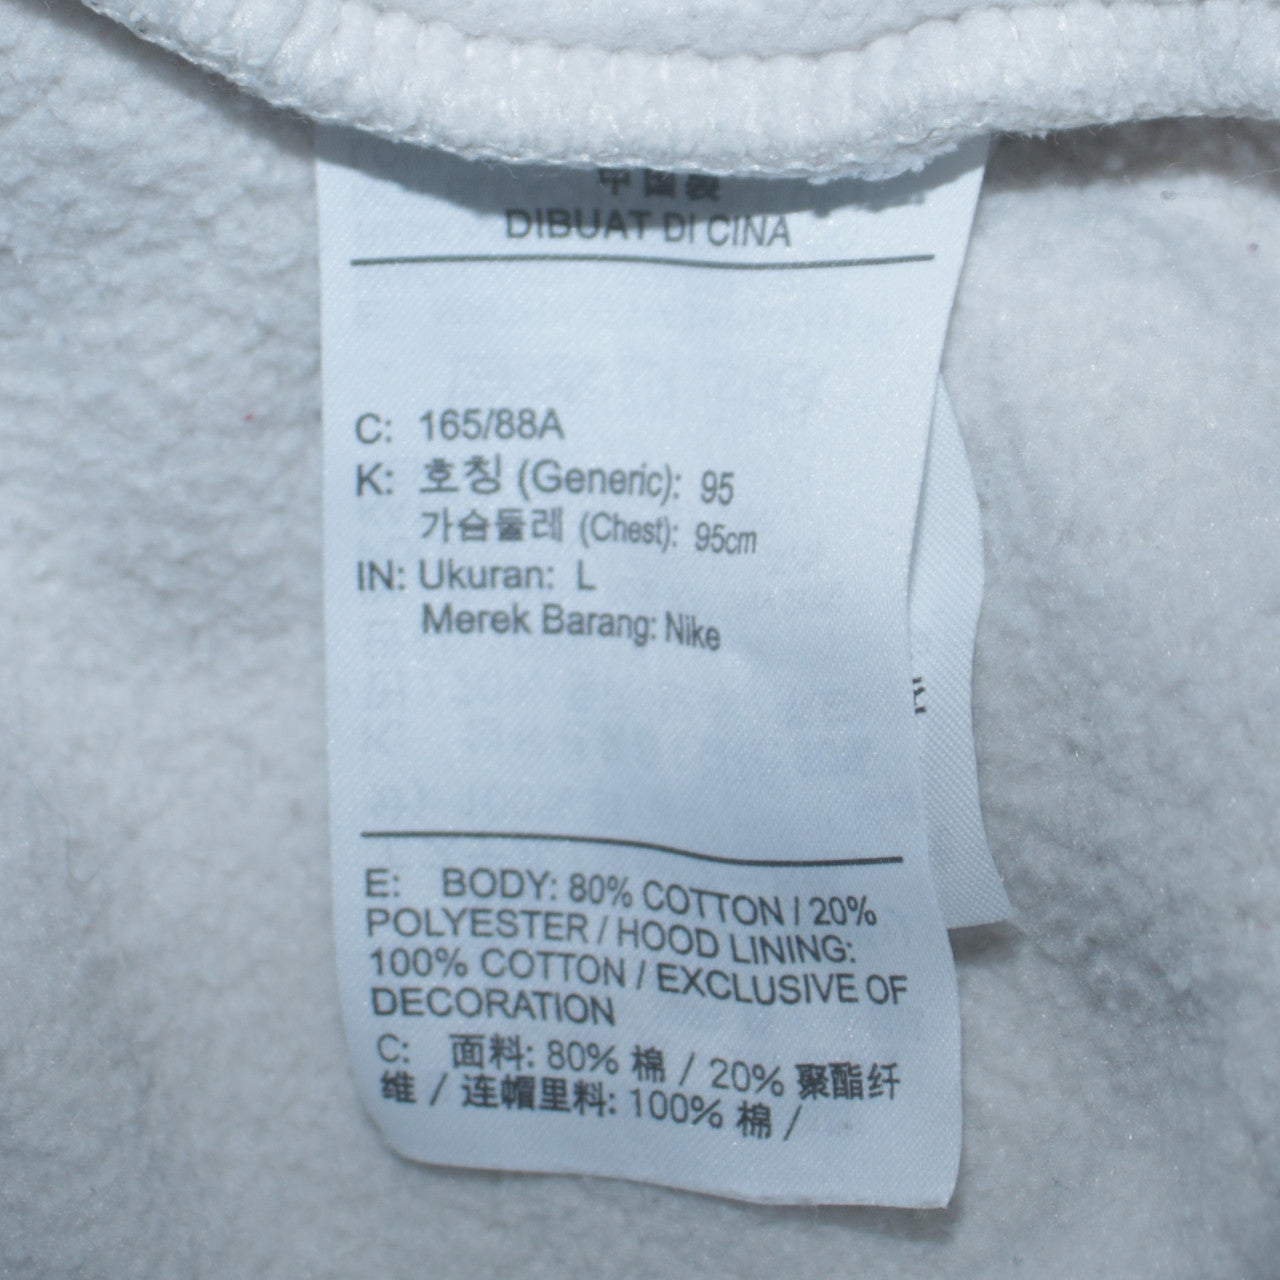 中国製
DIBUAT DI CINA
C: 165/88A
K: 호칭 (Generic): 95
가슴둘레 (Chest): 95cm
IN: Ukuran: L
Merek Barang: Nike
E: BODY: 80% COTTON / 20%
POLYESTER / HOOD LINING:
100% COTTON / EXCLUSIVE OF
DECORATION
C: 面料: 80% 棉 / 20% 聚酯纤
维 / 连帽里料: 100% 棉 /